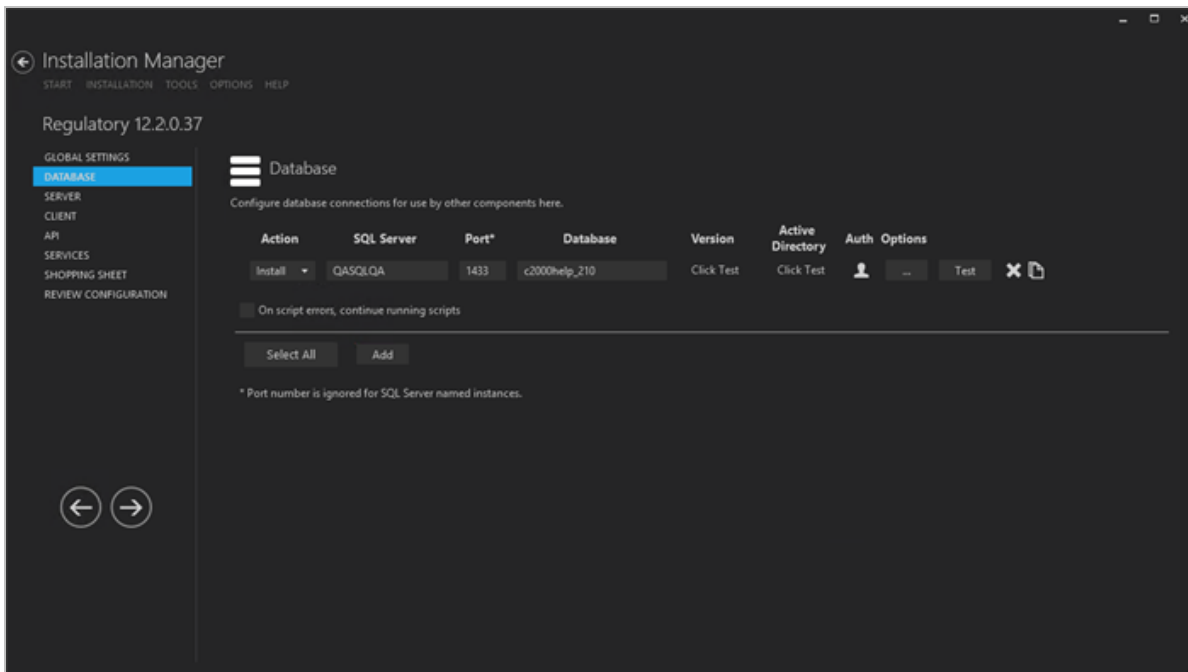 Installation Manager
START INSTALLATION TOOLS OPTIONS HELP
Regulatory 12.2.0.37
GLOBAL SETTINGS
DATABASE
SERVER
CLIENT
API
SERVICES
SHOPPING SHEET
REVIEW CONFIGURATION
Database
Configure database connections for use by other components here.
Action SQL Server Port* Database Version Active Directory Auth Options
Install QASQLQA 1433 c2000help_210 Click Test Click Test ... Test
On script errors, continue running scripts
Select All Add
* Port number is ignored for SQL Server named instances.